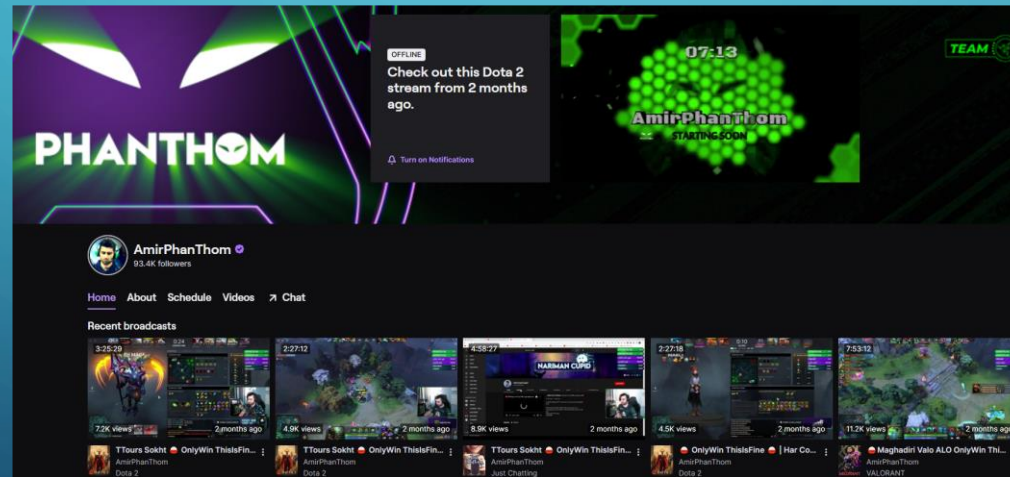 PHANTHOM
OFFLINE
Check out this Dota 2
stream from 2 months
ago.
Turn on Notifications
07:13
AmirPhanThom
STARTING SOON
TEAM
AmirPhanThom
93.4K followers
Home About Schedule Videos Chat
Recent broadcasts
3:25:29
0:24
7.2K views
2 months ago
TTours Sokht OnlyWin ThisIsFin...
AmirPhanThom
Dota 2
2:27:12
4.9K views
2 months ago
TTours Sokht OnlyWin ThisIsFin...
AmirPhanThom
Dota 2
4:58:27
NARIMAN CUPID
8.9K views
2 months ago
TTours Sokht OnlyWin ThisIsFin...
AmirPhanThom
Just Chatting
2:27:18
0:10
4.5K views
2 months ago
OnlyWin ThisIsFine | Har Co...
AmirPhanThom
Dota 2
7:53:12
11.2K views
2 months ago
Maghadiri Valo ALO OnlyWin Thi...
AmirPhanThom
VALORANT